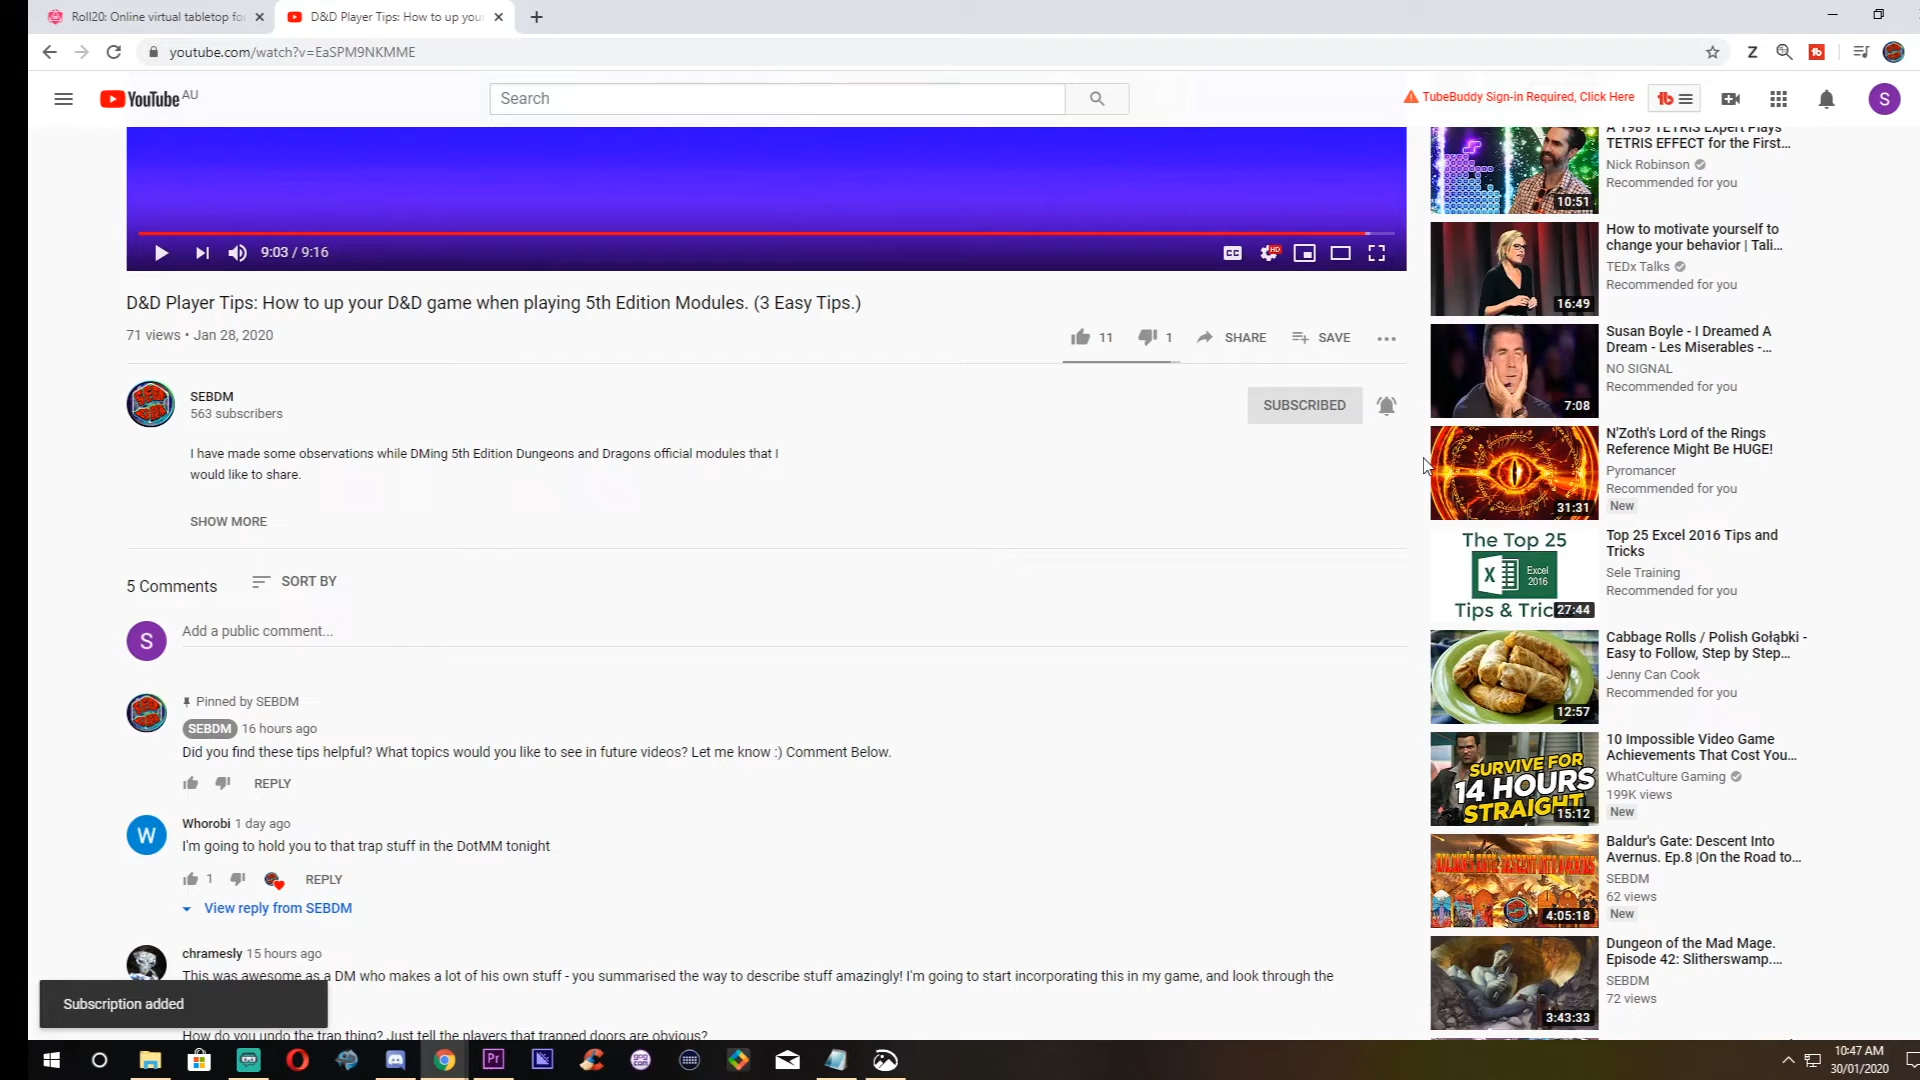 Roll20: Online virtual tabletop fo
D&D Player Tips: How to up your
youtube.com/watch?v=EaSPM9NKMME
Z
YouTube AU
Search
TubeBuddy Sign-in Required, Click Here
S
9:03 / 9:16
CC
HD
D&D Player Tips: How to up your D&D game when playing 5th Edition Modules. (3 Easy Tips.)
71 views • Jan 28, 2020
11
1
SHARE
SAVE
SEBDM
563 subscribers
SUBSCRIBED
I have made some observations while DMing 5th Edition Dungeons and Dragons official modules that I
would like to share.
SHOW MORE
5 Comments
SORT BY
S
Add a public comment...
Pinned by SEBDM
SEBDM 16 hours ago
Did you find these tips helpful? What topics would you like to see in future videos? Let me know :) Comment Below.
REPLY
W
Whorobi 1 day ago
I'm going to hold you to that trap stuff in the DotMM tonight
1
REPLY
View reply from SEBDM
chramesly 15 hours ago
This was awesome as a DM who makes a lot of his own stuff - you summarised the way to describe stuff amazingly! I'm going to start incorporating this in my game, and look through the
How do you undo the trap thing? Just tell the players that trapped doors are obvious?
Subscription added
A 1989 TETRIS Expert Plays
TETRIS EFFECT for the First...
Nick Robinson
Recommended for you
10:51
How to motivate yourself to
change your behavior | Tali...
TEDx Talks
Recommended for you
16:49
Susan Boyle - I Dreamed A
Dream - Les Miserables -...
NO SIGNAL
Recommended for you
7:08
N'Zoth's Lord of the Rings
Reference Might Be HUGE!
Pyromancer
Recommended for you
New
31:31
The Top 25
Excel
2016
Tips & Tric
27:44
Top 25 Excel 2016 Tips and
Tricks
Sele Training
Recommended for you
Cabbage Rolls / Polish Gołąbki -
Easy to Follow, Step by Step...
Jenny Can Cook
Recommended for you
12:57
SURVIVE FOR
14 HOURS
STRAIGHT
15:12
10 Impossible Video Game
Achievements That Cost You...
WhatCulture Gaming
199K views
New
Baldur's Gate: Descent Into
Avernus. Ep.8 |On the Road to...
SEBDM
62 views
New
4:05:18
Dungeon of the Mad Mage.
Episode 42: Slitherswamp....
SEBDM
72 views
3:43:33
Pr
10:47 AM
30/01/2020